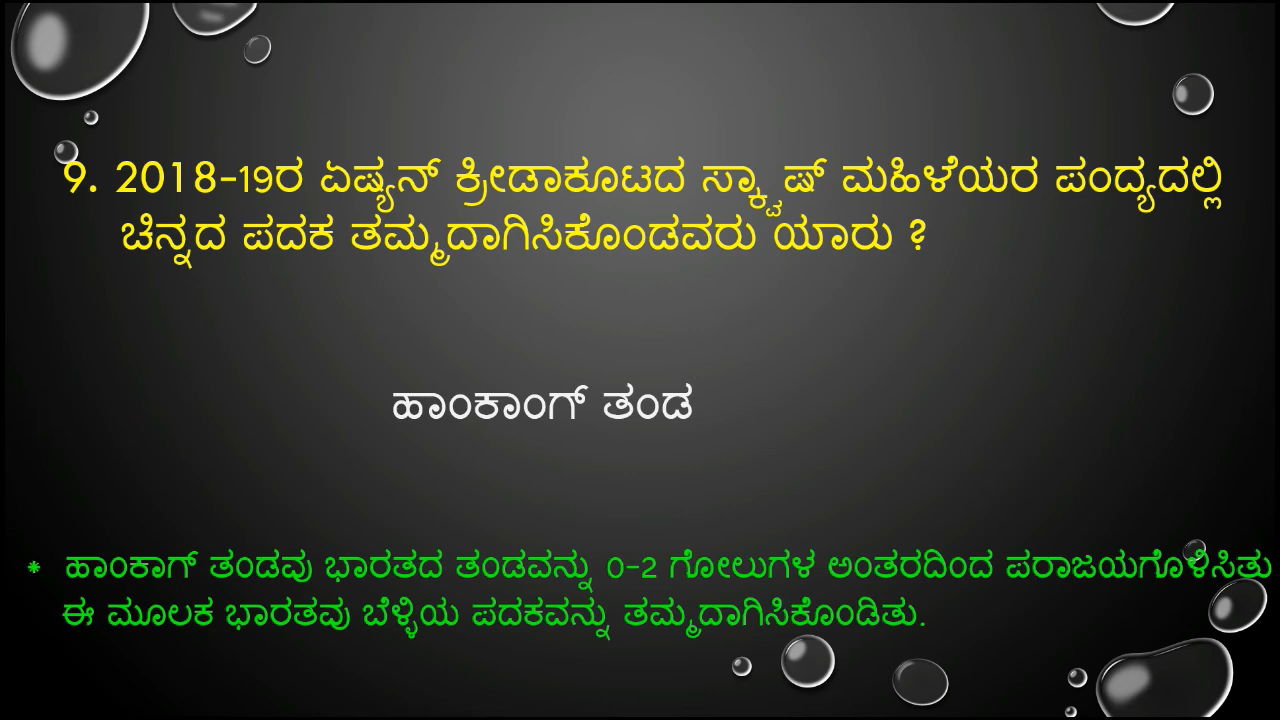 9. 2018-19ರ ಏಷ್ಯನ್ ಕ್ರೀಡಾಕೂಟದ ಸ್ಕ್ವಾಷ್ ಮಹಿಳೆಯರ ಪಂದ್ಯದಲ್ಲಿ
ಚಿನ್ನದ ಪದಕ ತಮ್ಮದಾಗಿಸಿಕೊಂಡವರು ಯಾರು ?
ಹಾಂಕಾಂಗ್ ತಂಡ
* ಹಾಂಕಾಗ್ ತಂಡವು ಭಾರತದ ತಂಡವನ್ನು 0-2 ಗೋಲುಗಳ ಅಂತರದಿಂದ ಪರಾಜಯಗೊಳಿಸಿತು
ಈ ಮೂಲಕ ಭಾರತವು ಬೆಳ್ಳಿಯ ಪದಕವನ್ನು ತಮ್ಮದಾಗಿಸಿಕೊಂಡಿತು.